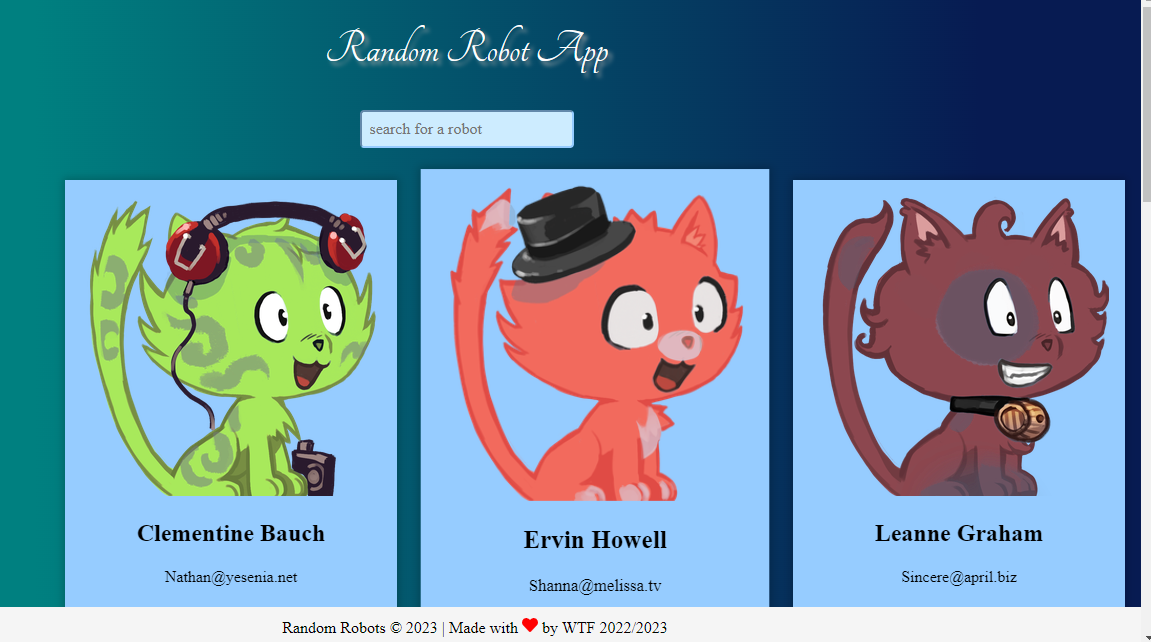 Random Robot App
search for a robot
Clementine Bauch
Nathan@yesenia.net
Ervin Howell
Shanna@melissa.tv
Leanne Graham
Sincere@april.biz
Random Robots © 2023 | Made with ❤ by WTF 2022/2023